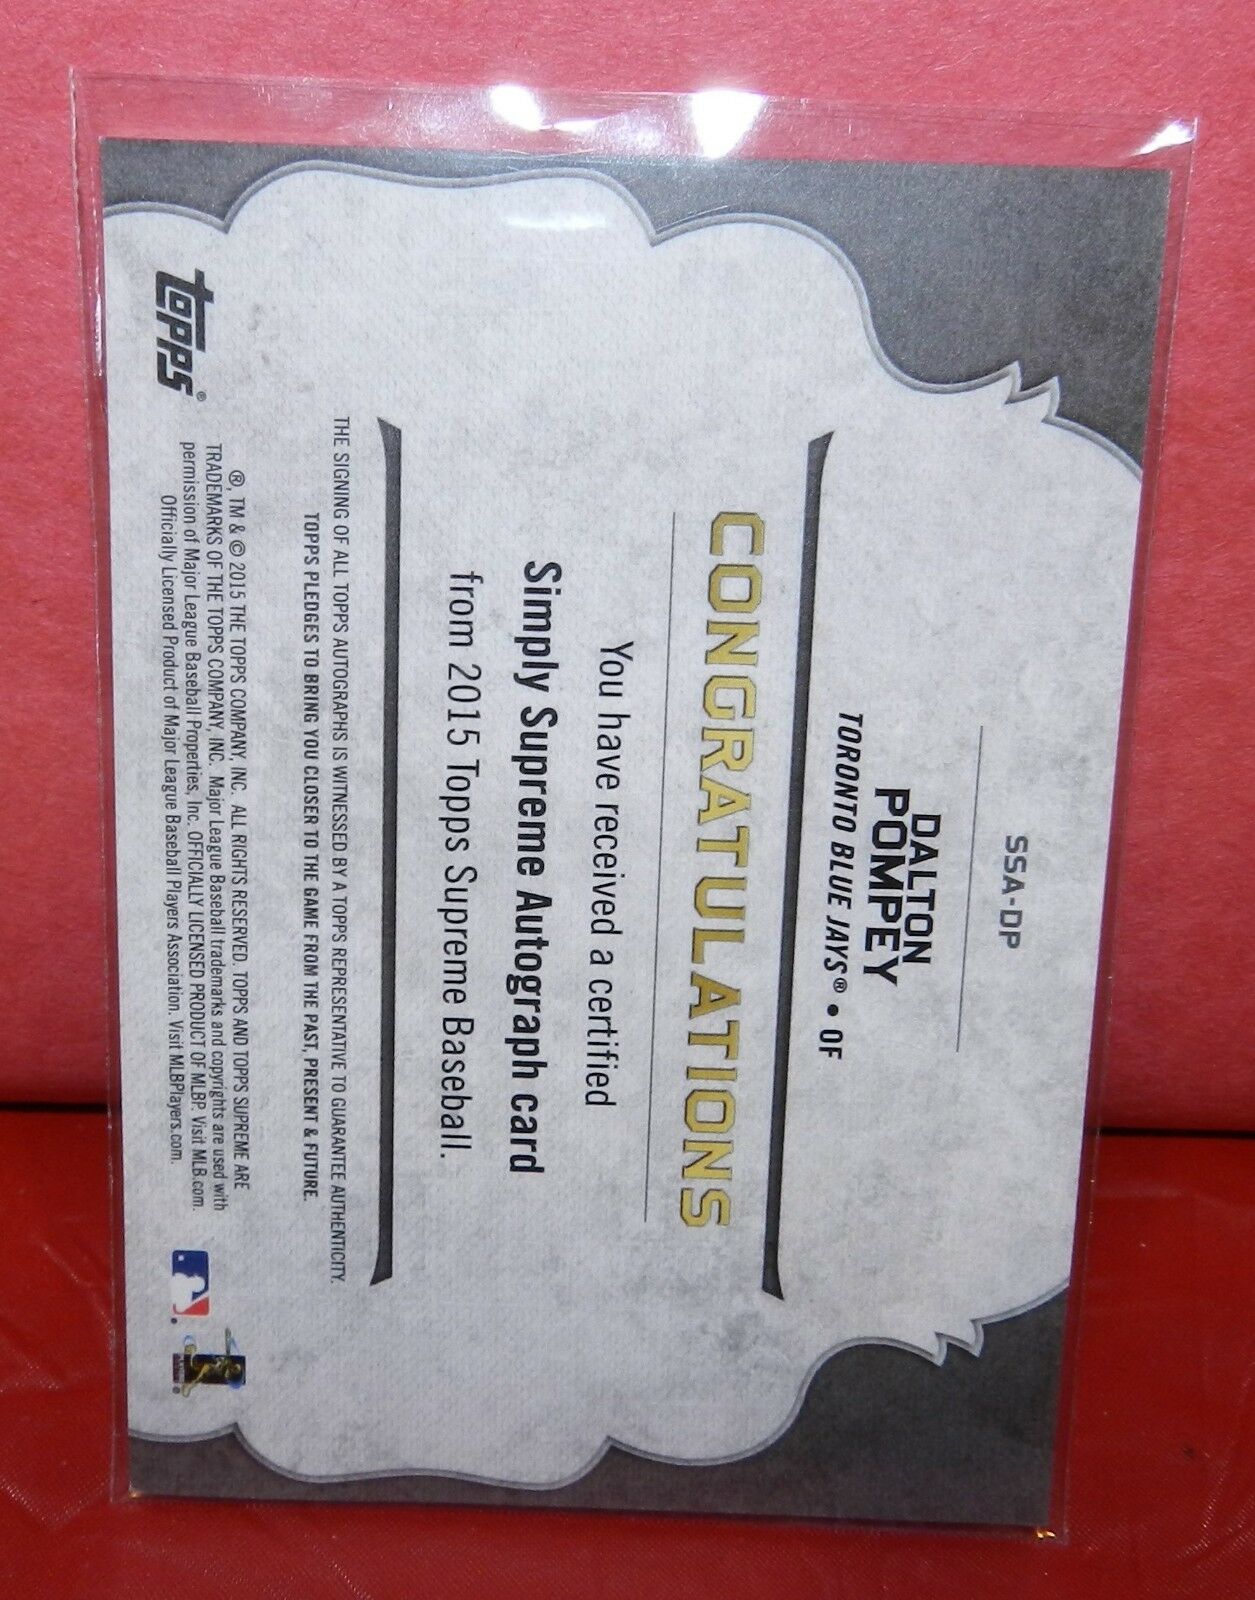 SSA-DP
DALTON
POMPEY
TORONTO BLUE JAYS® • OF
CONGRATULATIONS
You have received a certified
Simply Supreme Autograph card
from 2015 Topps Supreme Baseball.
THE SIGNING OF ALL TOPPS AUTOGRAPHS IS WITNESSED BY A TOPPS REPRESENTATIVE TO GUARANTEE AUTHENTICITY.
TOPPS PLEDGES TO BRING YOU CLOSER TO THE GAME FROM THE PAST, PRESENT & FUTURE.
®, TM & © 2015 THE TOPPS COMPANY, INC. ALL RIGHTS RESERVED. TOPPS AND TOPPS SUPREME ARE
TRADEMARKS OF THE TOPPS COMPANY, INC. Major League Baseball trademarks and copyrights are used with
permission of Major League Baseball Properties, Inc. OFFICIALLY LICENSED PRODUCT OF MLBP. Visit MLB.com.
Officially Licensed Product of Major League Baseball Players Association. Visit MLBPlayers.com.
topps®